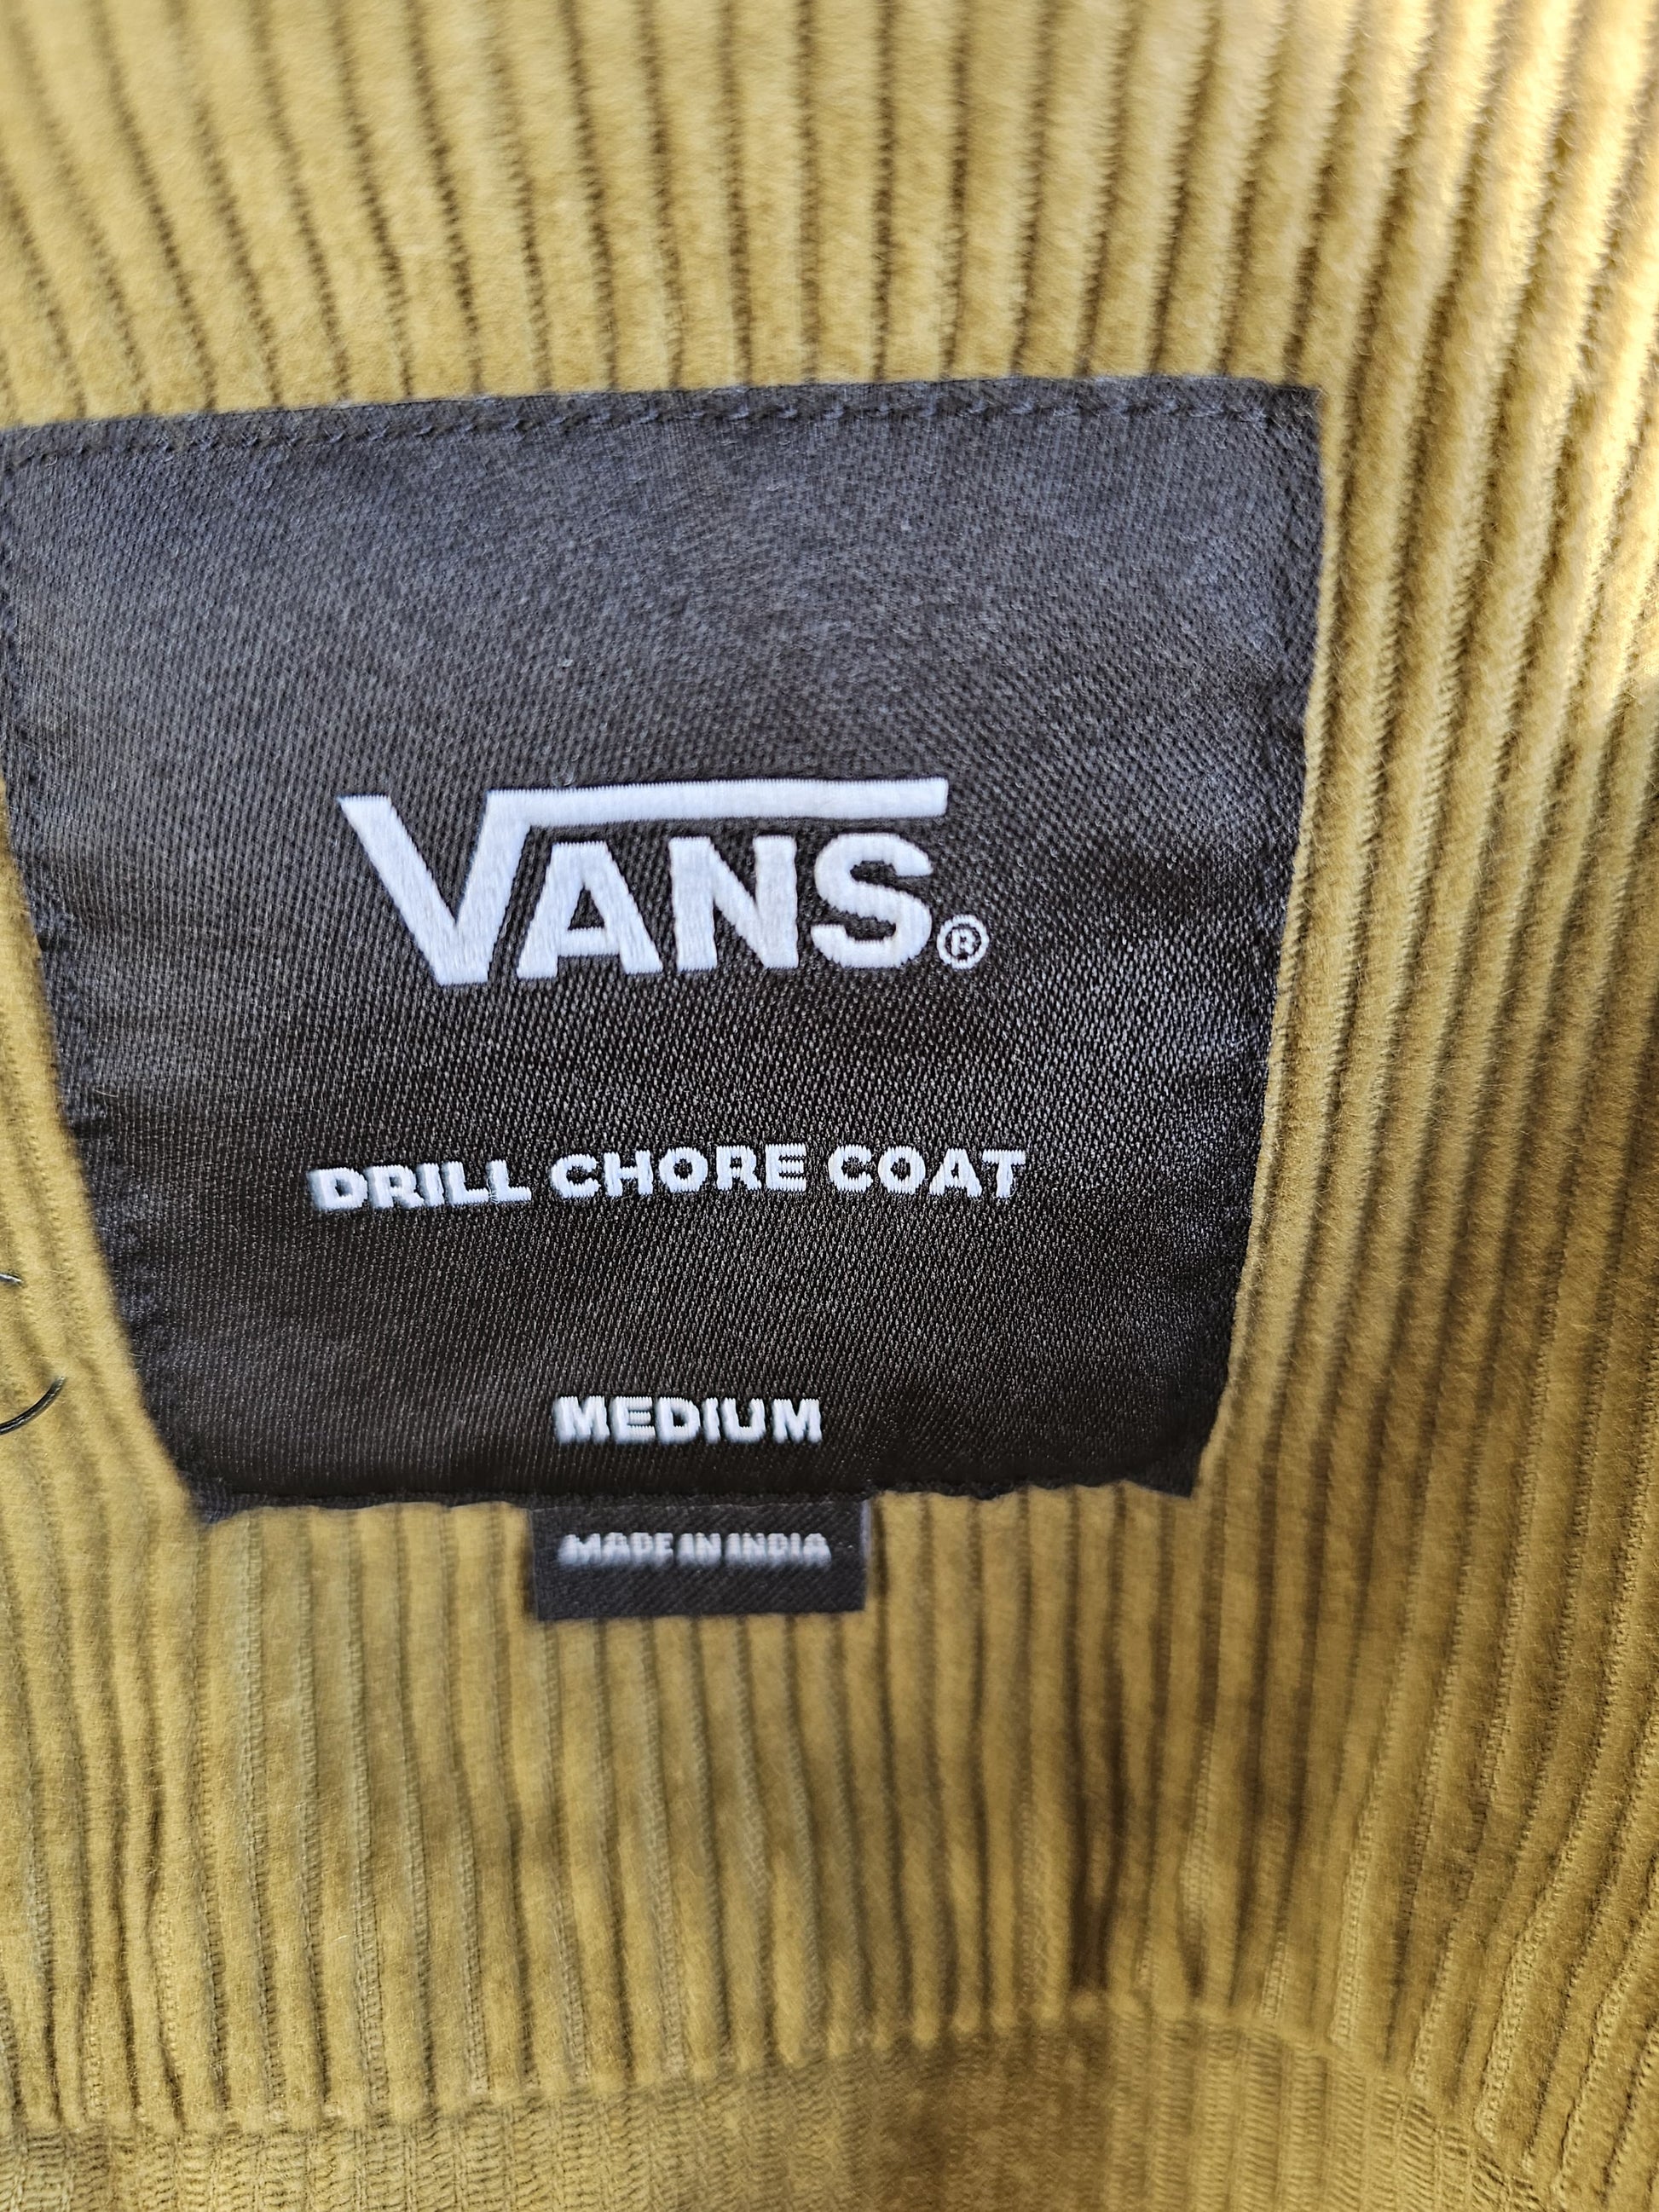 VANS®
DRILL CHORE COAT
MEDIUM
MADE IN INDIA